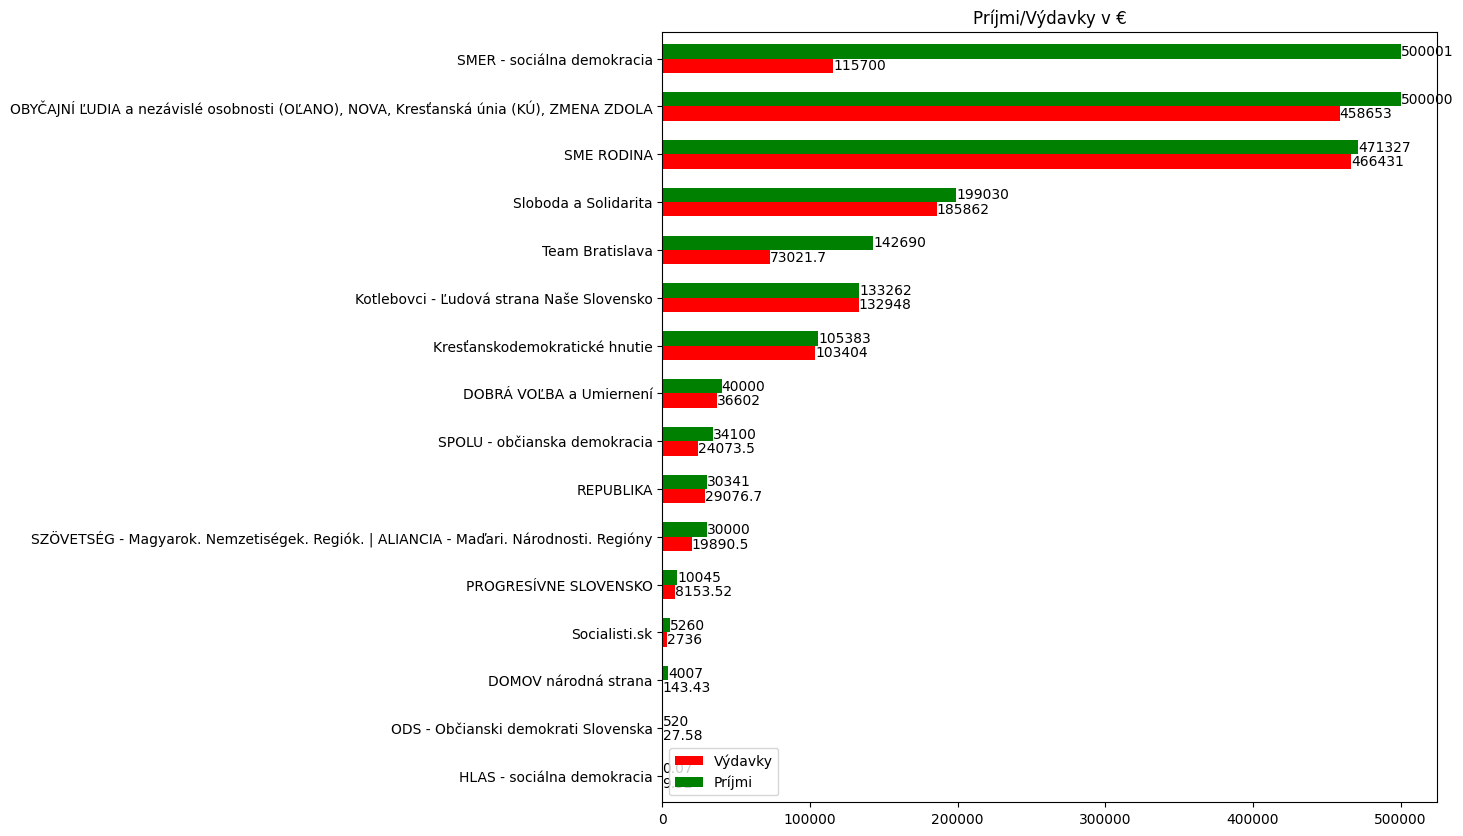 Príjmi/Výdavky v €
SMER - sociálna demokracia
500001
115700
OBYČAJNÍ ĽUDIA a nezávislé osobnosti (OĽANO), NOVA, Kresťanská únia (KÚ), ZMENA ZDOLA
500000
458653
SME RODINA
471327
466431
Sloboda a Solidarita
199030
185862
Team Bratislava
142690
73021.7
Kotlebovci - Ľudová strana Naše Slovensko
133262
132948
Kresťanskodemokratické hnutie
105383
103404
DOBRÁ VOĽBA a Umiernení
40000
36602
SPOLU - občianska demokracia
34100
24073.5
REPUBLIKA
30341
29076.7
SZÖVETSÉG - Magyarok. Nemzetiségek. Regiók. | ALIANCIA - Maďari. Národnosti. Regióny
30000
19890.5
PROGRESÍVNE SLOVENSKO
10045
8153.52
Socialisti.sk
5260
2736
DOMOV národná strana
4007
143.43
ODS - Občianski demokrati Slovenska
520
27.58
HLAS - sociálna demokracia
0.07
Výdavky
Príjmi
0 100000 200000 300000 400000 500000